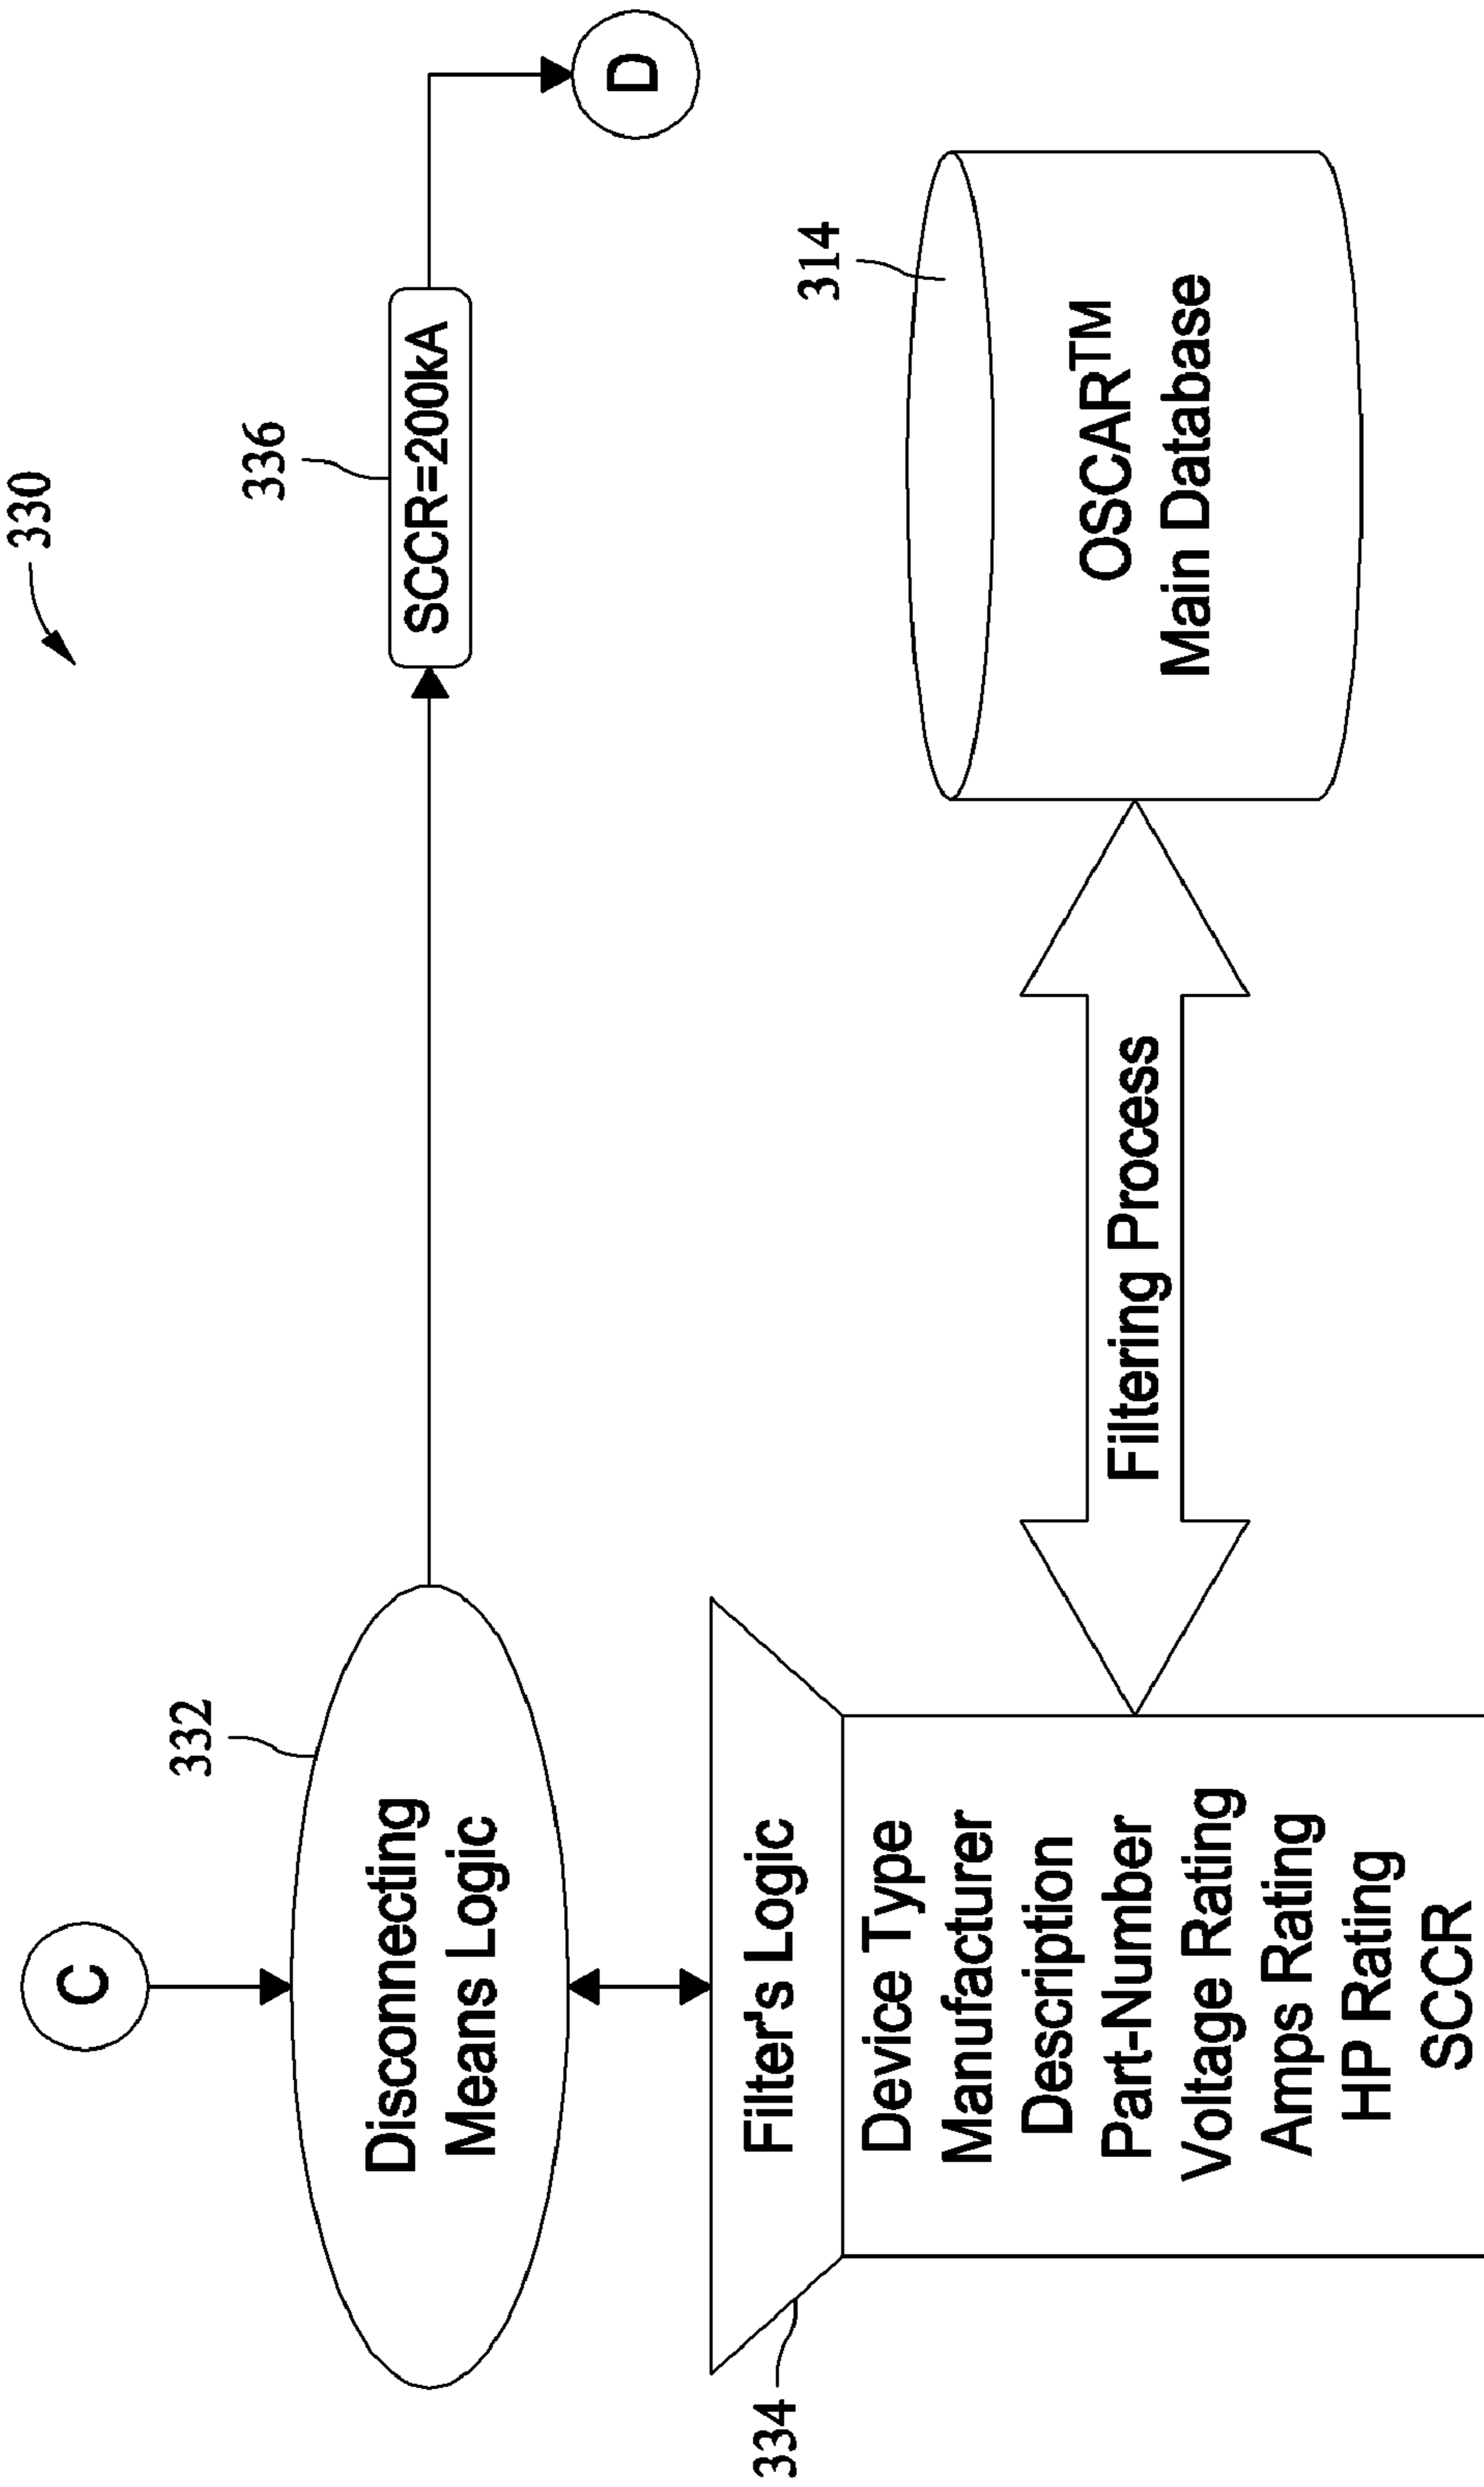 330
C
332
Disconnecting
Means Logic
336
SCCR=200kA
D
334
Filter's Logic
Device Type
Manufacturer
Description
Part-Number
Voltage Rating
Amps Rating
HP Rating
SCCR
Filtering Process
314
OSCAR™
Main Database